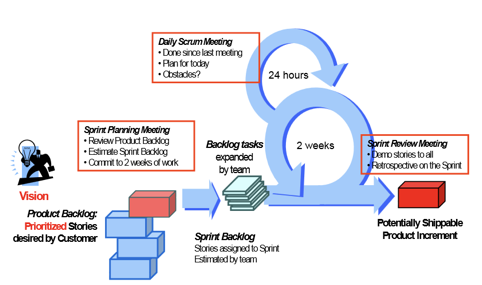 Daily Scrum Meeting
• Done since last meeting
• Plan for today
• Obstacles?
24 hours
Sprint Planning Meeting
• Review Product Backlog
• Estimate Sprint Backlog
• Commit to 2 weeks of work
Backlog tasks
expanded
by team
2 weeks
Sprint Review Meeting
• Demo stories to all
• Retrospective on the Sprint
Vision
Product Backlog:
Prioritized Stories
desired by Customer
Sprint Backlog
Stories assigned to Sprint
Estimated by team
Potentially Shippable
Product Increment